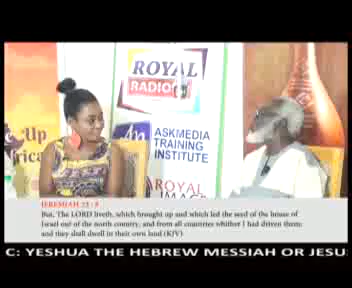 ROYAL
RADIO
Up
frica
ASKMEDIA
TRAINING
INSTITUTE
ROYAL
JEREMIAH 23 : 8
But, The LORD liveth, which brought up and which led the seed of the house of
Israel out of the north country, and from all countries whither I had driven them;
and they shall dwell in their own land (KJV)
C: YESHUA THE HEBREW MESSIAH OR JESU